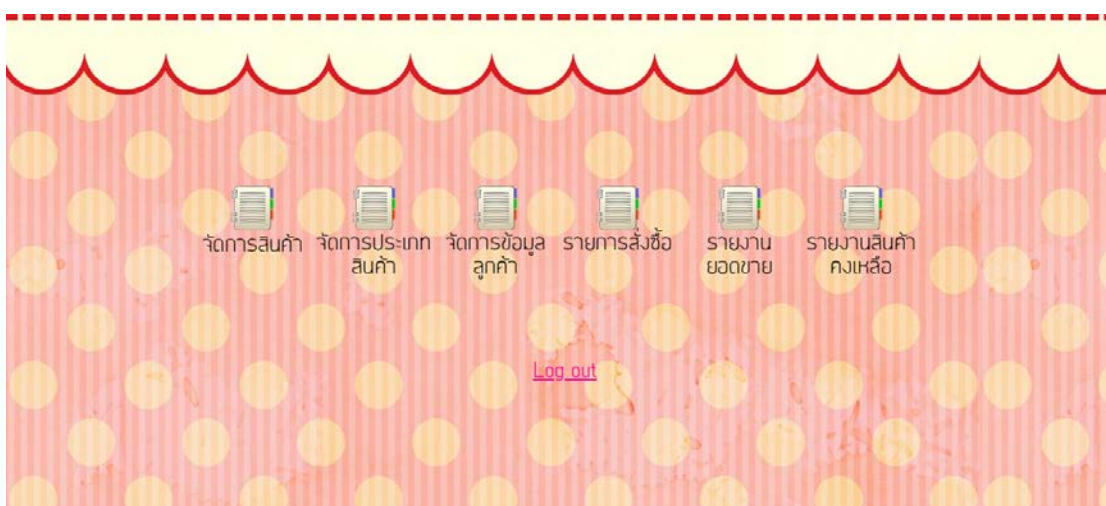 จัดการสินค้า
จัดการประเภท
สินค้า
จัดการข้อมูล
ลูกค้า
รายการสั่งซื้อ
รายงาน
ยอดขาย
รายงานสินค้า
คงเหลือ
Log out